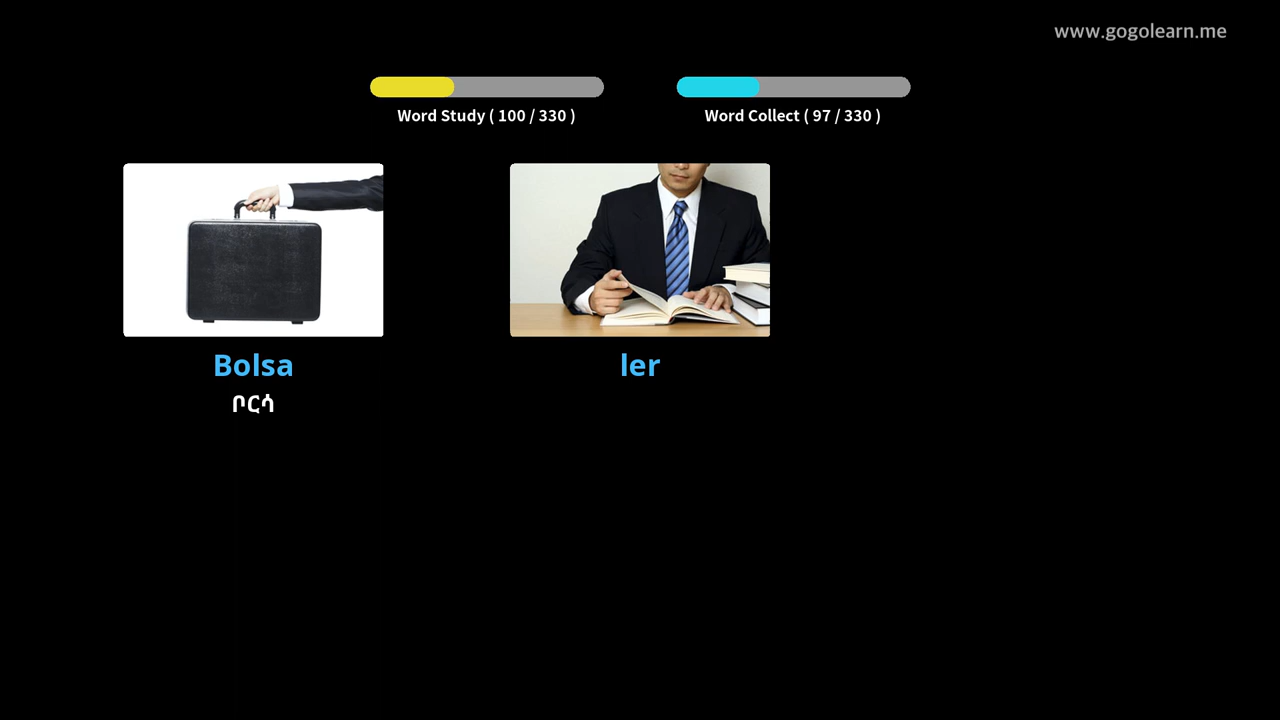 www.gogolearn.me
Word Study ( 100 / 330 )
Word Collect ( 97 / 330 )
Bolsa
ler
ቦርሳ